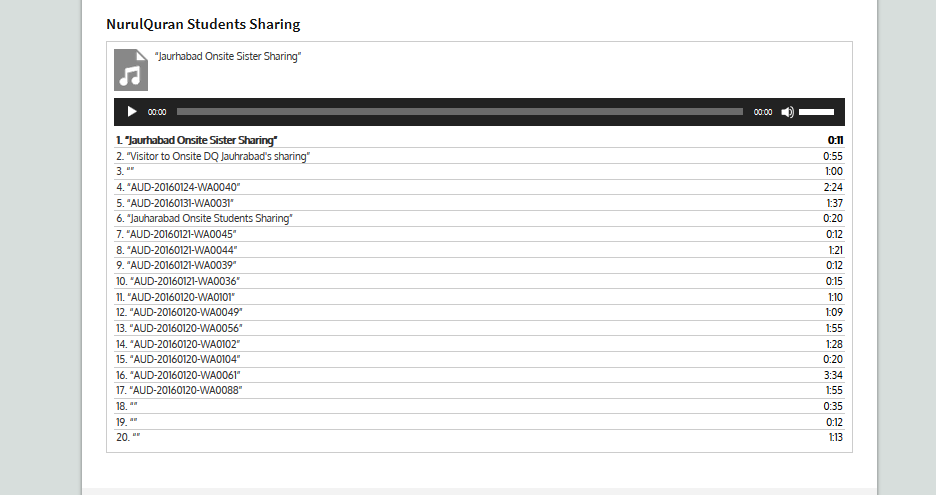 NurulQuran Students Sharing
“Jaurhabad Onsite Sister Sharing”
00:00 00:00
1. “Jaurhabad Onsite Sister Sharing” 0:11
2. “Visitor to Onsite DQ Jauhrabad's sharing” 0:55
3. “” 1:00
4. “AUD-20160124-WA0040” 2:24
5. “AUD-20160131-WA0031” 1:37
6. “Jauharabad Onsite Students Sharing” 0:20
7. “AUD-20160121-WA0045” 0:12
8. “AUD-20160121-WA0044” 1:21
9. “AUD-20160121-WA0039” 0:12
10. “AUD-20160121-WA0036” 0:15
11. “AUD-20160120-WA0101” 1:10
12. “AUD-20160120-WA0049” 1:09
13. “AUD-20160120-WA0056” 1:55
14. “AUD-20160120-WA0102” 1:28
15. “AUD-20160120-WA0104” 0:20
16. “AUD-20160120-WA0061” 3:34
17. “AUD-20160120-WA0088” 1:55
18. “” 0:35
19. “” 0:12
20. “” 1:13